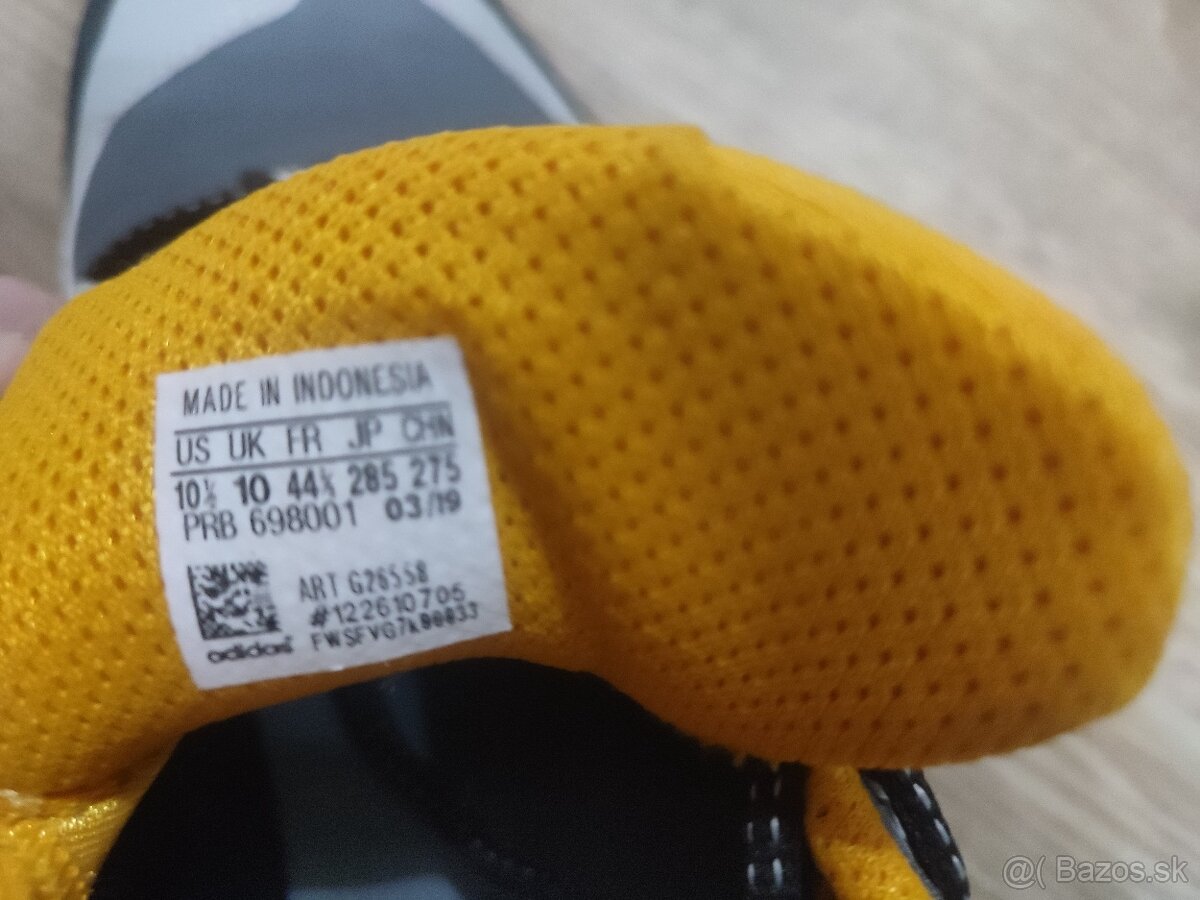 MADE IN INDONESIA
US UK FR JP CHN
10½ 10 44⅔ 285 275
PRB 698001 03/19
ART G26558
#122610705
adidas
@( Bazos.sk